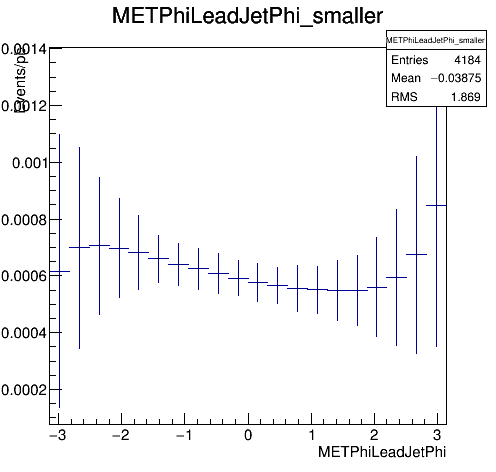 METPhiLeadJetPhi_smaller
METPhiLeadJetPhi_smaller
Entries 4184
Mean −0.03875
RMS 1.869
Events/pb
0.0014
0.0012
0.001
0.0008
0.0006
0.0004
0.0002
−3 −2 −1 0 1 2 3
METPhiLeadJetPhi